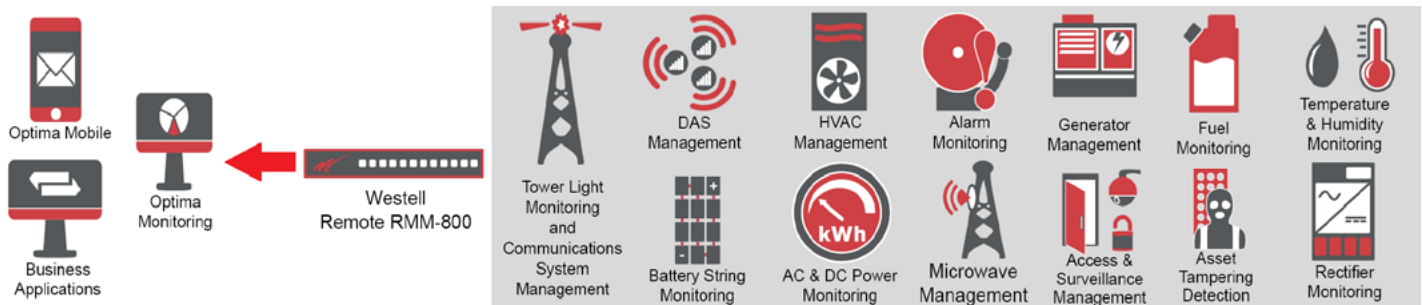 Optima Mobile
Optima
Monitoring
Business
Applications
Westell
Remote RMM-800
Tower Light
Monitoring
and
Communications
System
Management
DAS
Management
HVAC
Management
Alarm
Monitoring
Generator
Management
Fuel
Monitoring
Temperature
& Humidity
Monitoring
+
-
Battery String
Monitoring
kWh
AC & DC Power
Monitoring
Microwave
Management
Access &
Surveillance
Management
Asset
Tampering
Detection
Rectifier
Monitoring